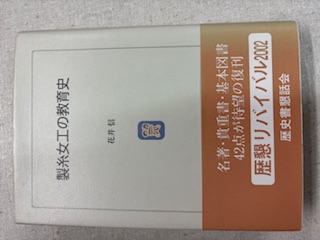 製糸女工の教育史
花井 信
名著・貴重書・基本図書
42点が待望の復刊
歴懇リバイバル2002
歴史書懇話会